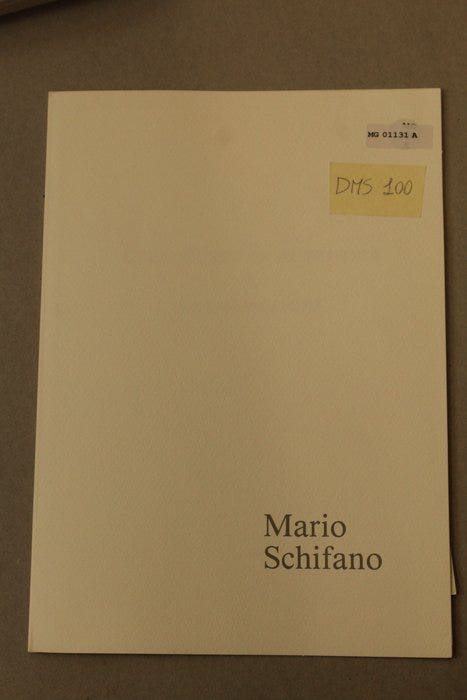 MG 01131 A
DMS 100
Mario
Schifano